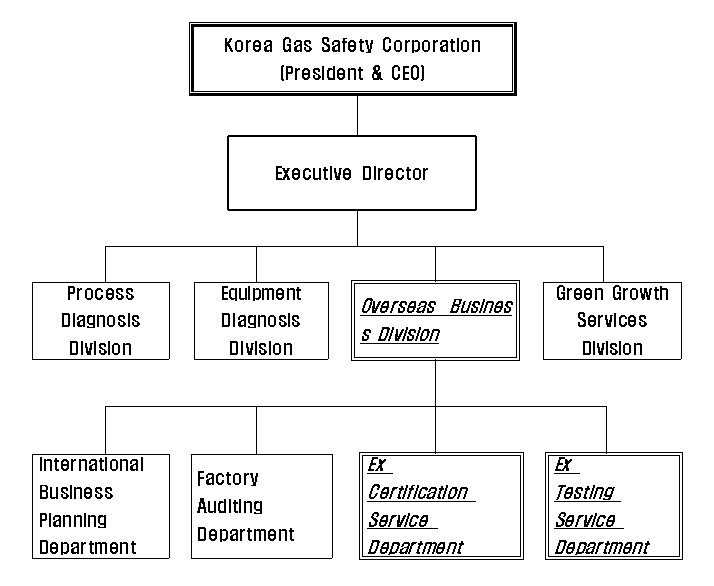 Korea Gas Safety Corporation
(President & CEO)
Executive Director
Process
Diagnosis
Division
Equipment
Diagnosis
Division
Overseas Busines
s Division
Green Growth
Services
Division
International
Business
Planning
Department
Factory
Auditing
Department
Ex
Certification
Service
Department
Ex
Testing
Service
Department